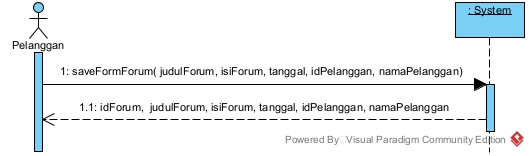 : System
Pelanggan
1: saveFormForum( judulForum, isiForum, tanggal, idPelanggan, namaPelanggan)
1.1: idForum, judulForum, isiForum, tanggal, idPelanggan, namaPelanggan
Powered By Visual Paradigm Community Edition